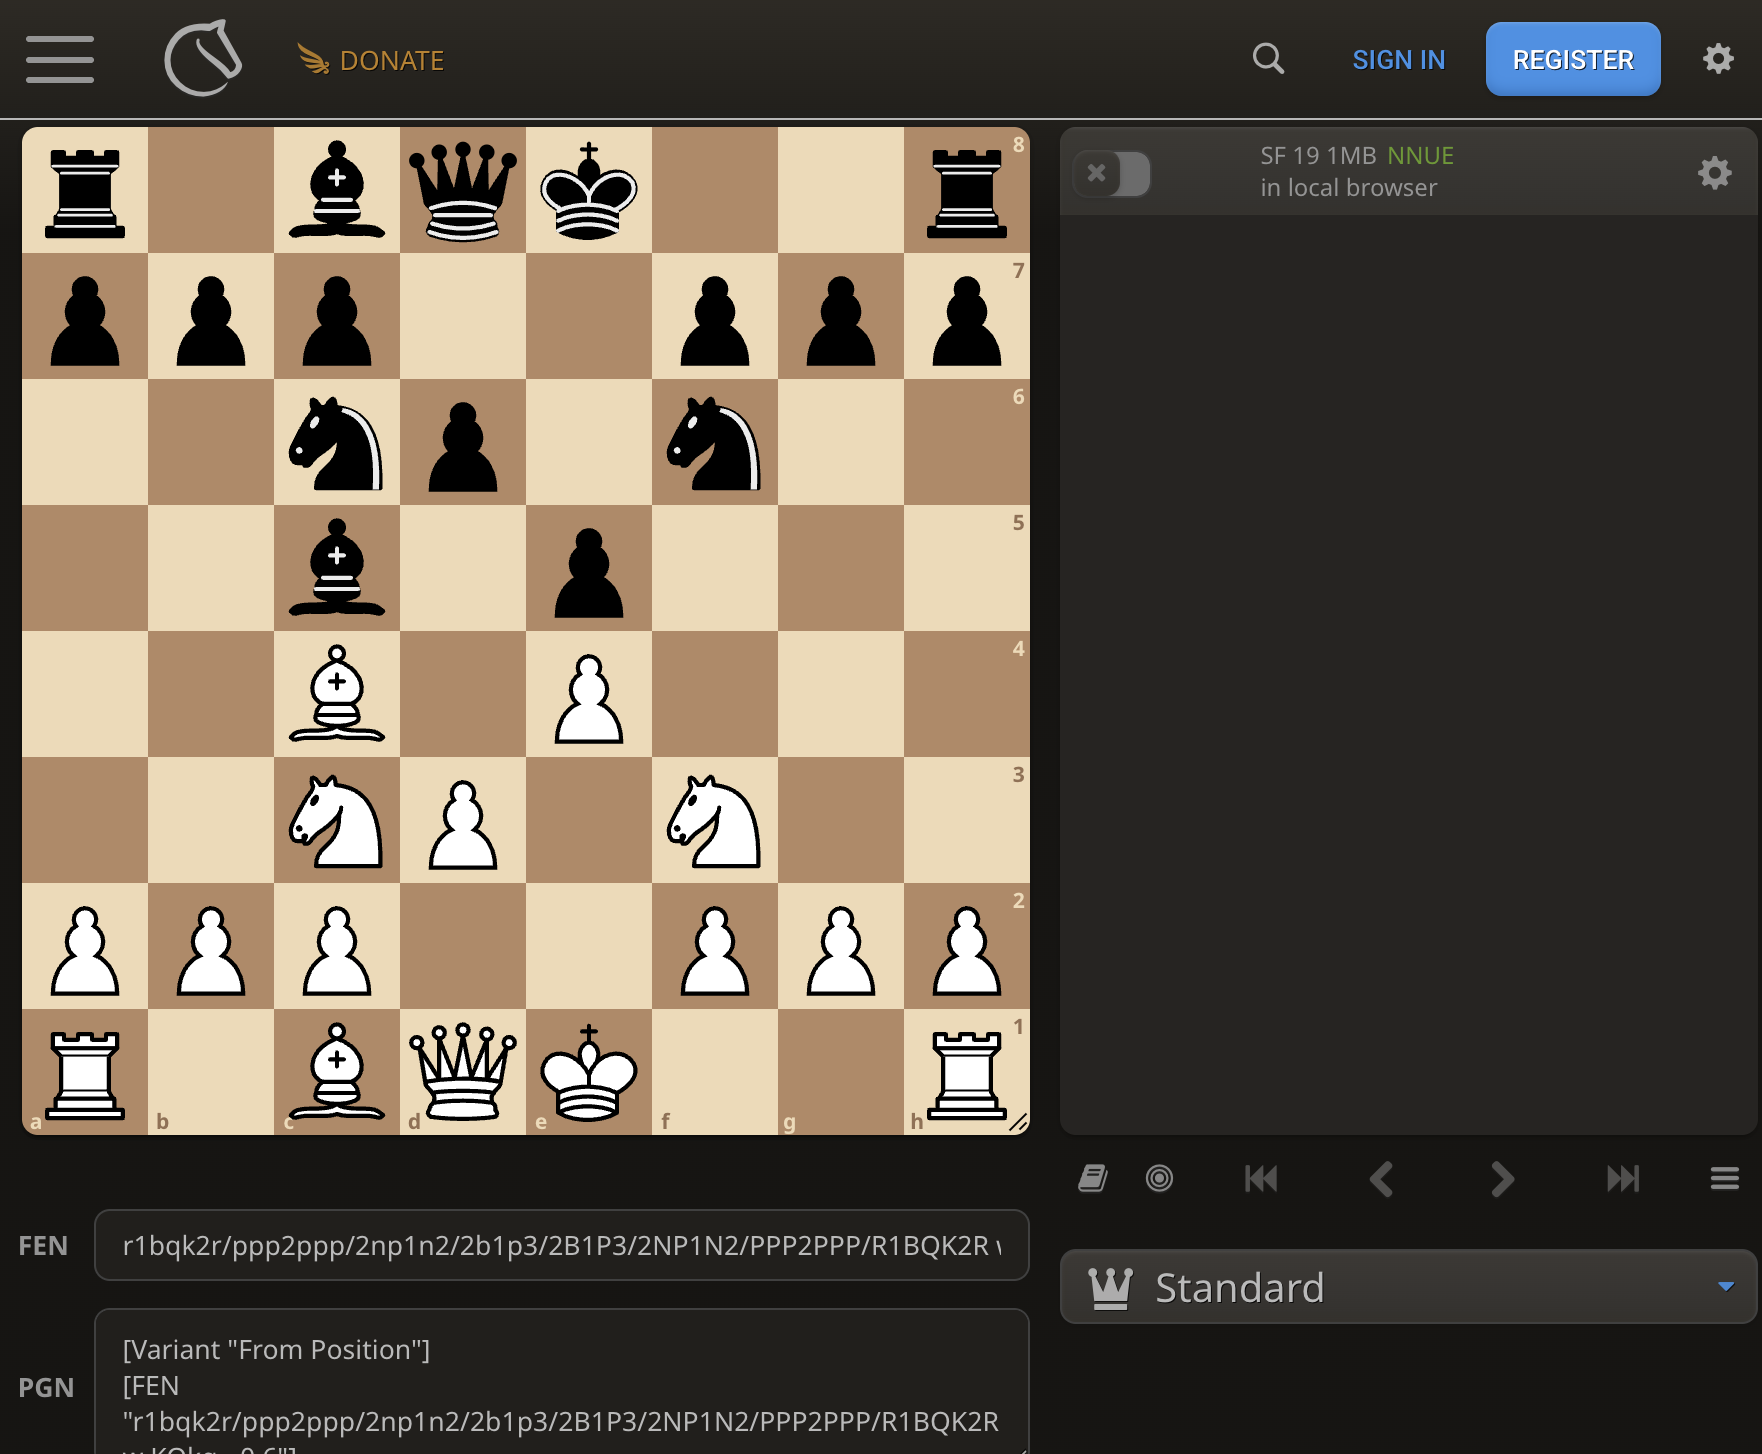 DONATE
SIGN IN
REGISTER
8
7
6
5
4
3
2
1
a b c d e f g h
SF 19 1MB NNUE
in local browser
FEN
r1bqk2r/ppp2ppp/2np1n2/2b1p3/2B1P3/2NP1N2/PPP2PPP/R1BQK2R
Standard
PGN
[Variant "From Position"]
[FEN
"r1bqk2r/ppp2ppp/2np1n2/2b1p3/2B1P3/2NP1N2/PPP2PPP/R1BQK2R